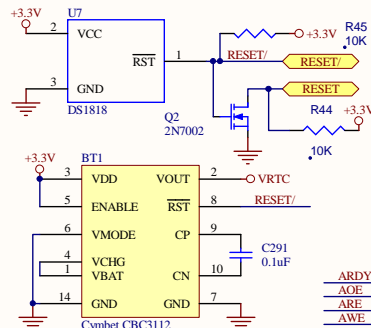 U7
+3.3V
2 VCC
RST 1
3 GND
DS1818
+3.3V R45
.10K
RESET/ RESET/
RESET
Q2
2N7002
R44
.10K
+3.3V
+3.3V
BT1
3 VDD VOUT 2 VRTC
5 ENABLE RST 8 RESET/
6 VMODE CP 9
4 VCHG
1 VBAT CN 10
C291
0.1uF
14 GND GND 7
Cymbet CBC3112
ARDY
AOE
ARE
AWE